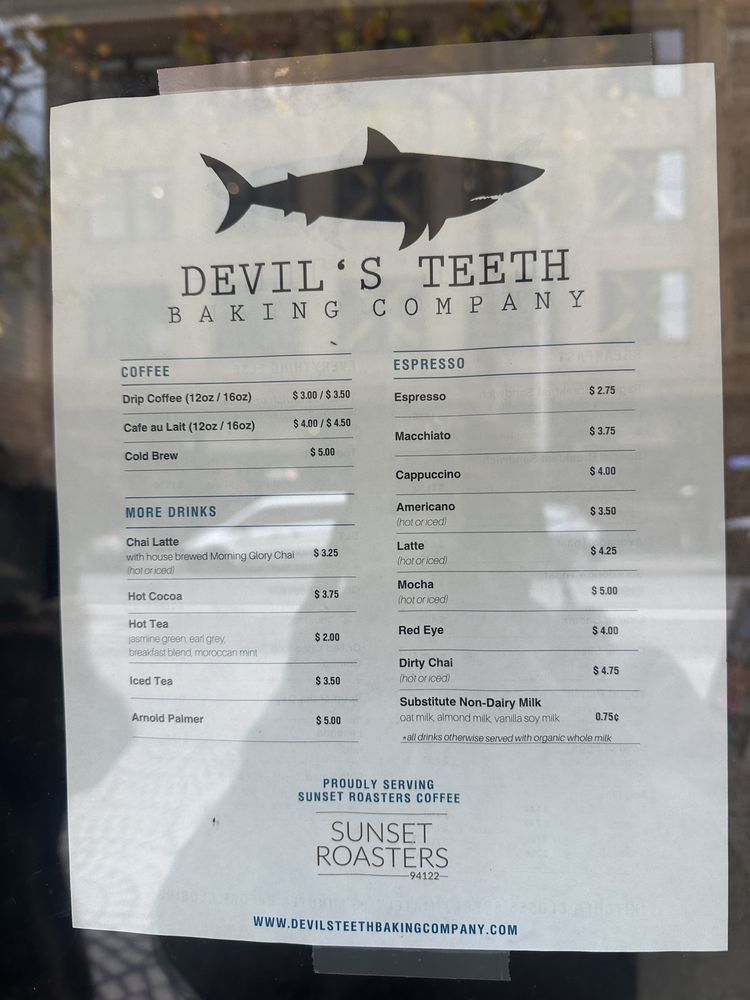 DEVIL‘S TEETH
BAKING COMPANY
COFFEE
Drip Coffee (12oz / 16oz) $ 3.00 / $ 3.50
Cafe au Lait (12oz / 16oz) $ 4.00 / $ 4.50
Cold Brew $ 5.00
MORE DRINKS
Chai Latte
with house brewed Morning Glory Chai $ 3.25
(hot or iced)
Hot Cocoa $ 3.75
Hot Tea
jasmine green, earl grey, $ 2.00
breakfast blend, moroccan mint
Iced Tea $ 3.50
Arnold Palmer $ 5.00
ESPRESSO
Espresso $ 2.75
Macchiato $ 3.75
Cappuccino $ 4.00
Americano $ 3.50
(hot or iced)
Latte $ 4.25
(hot or iced)
Mocha $ 5.00
(hot or iced)
Red Eye $ 4.00
Dirty Chai $ 4.75
(hot or iced)
Substitute Non-Dairy Milk
oat milk, almond milk, vanilla soy milk 0.75¢
*all drinks otherwise served with organic whole milk
PROUDLY SERVING
SUNSET ROASTERS COFFEE
SUNSET
ROASTERS
94122
WWW.DEVILSTEETHBAKINGCOMPANY.COM